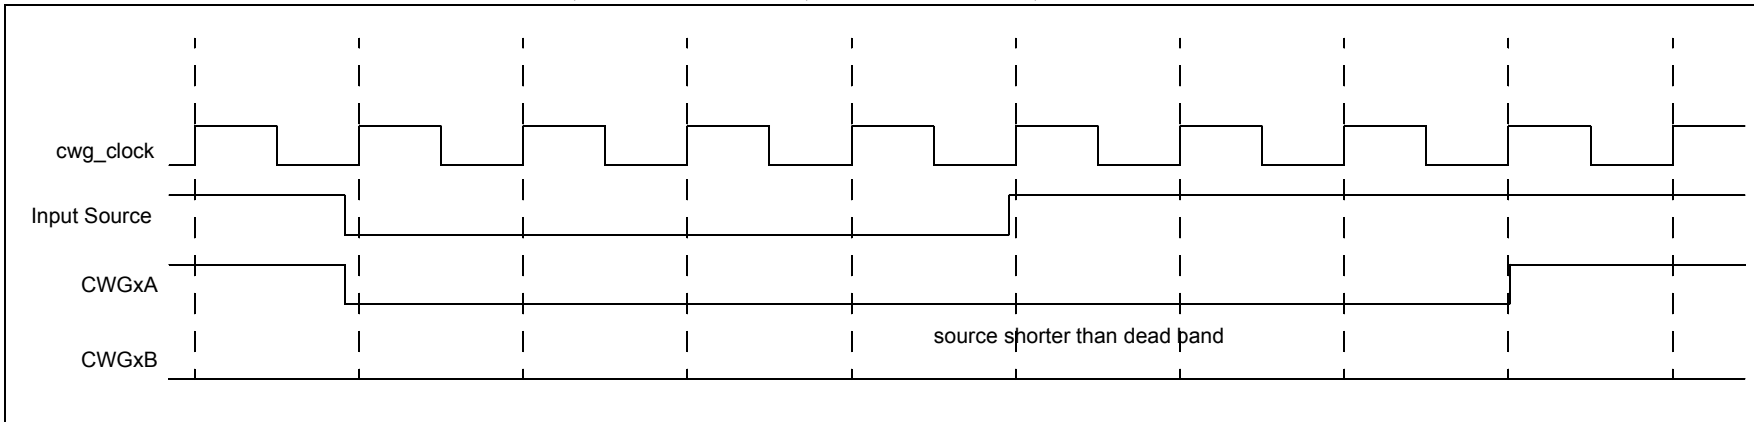 cwg_clock
Input Source
CWGxA
source shorter than dead band
CWGxB